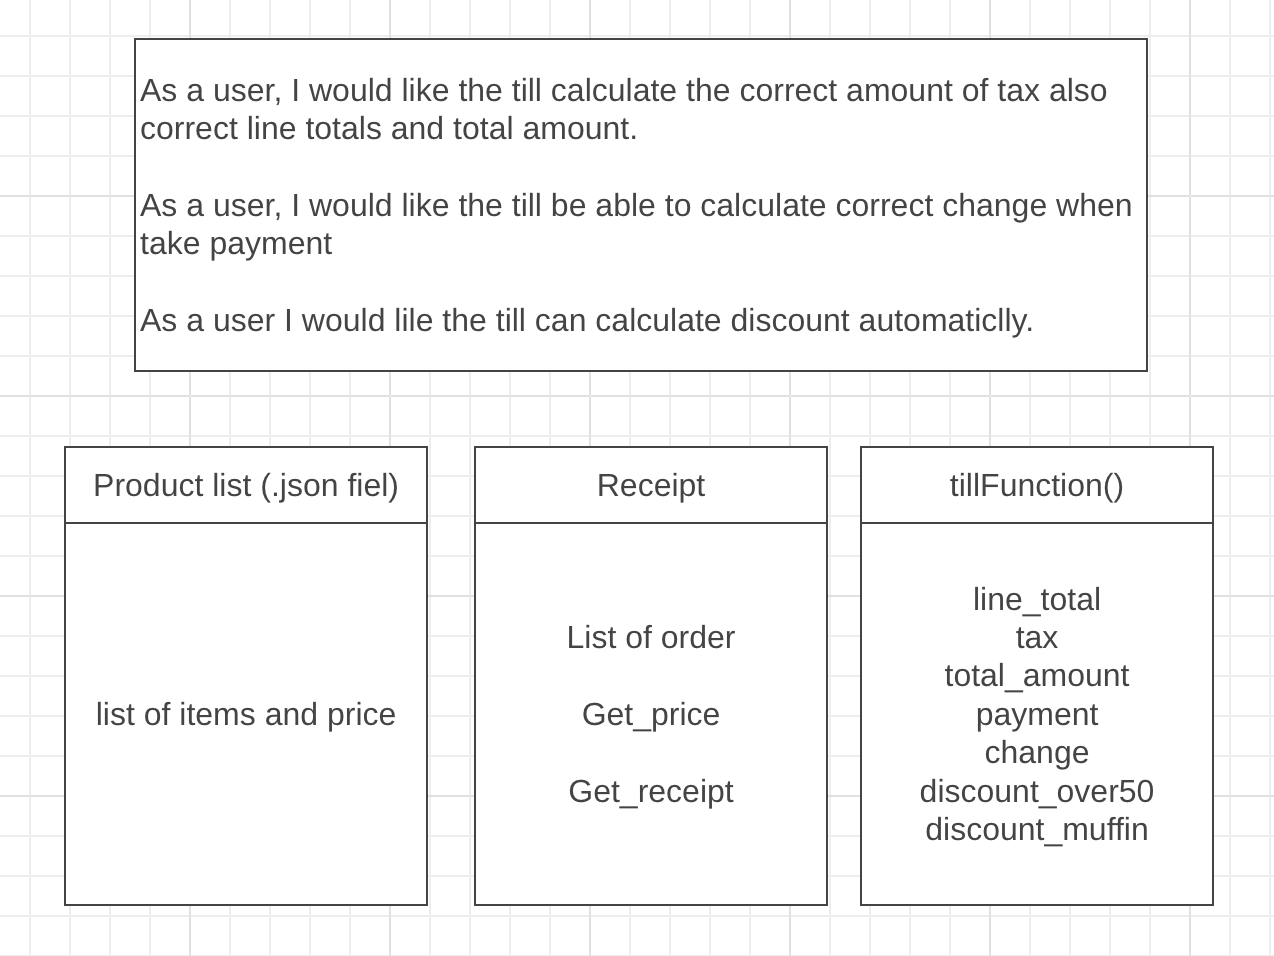 As a user, I would like the till calculate the correct amount of tax also
correct line totals and total amount.
As a user, I would like the till be able to calculate correct change when
take payment
As a user I would lile the till can calculate discount automaticlly.
Product list (.json fiel)
list of items and price
Receipt
List of order
Get_price
Get_receipt
tillFunction()
line_total
tax
total_amount
payment
change
discount_over50
discount_muffin